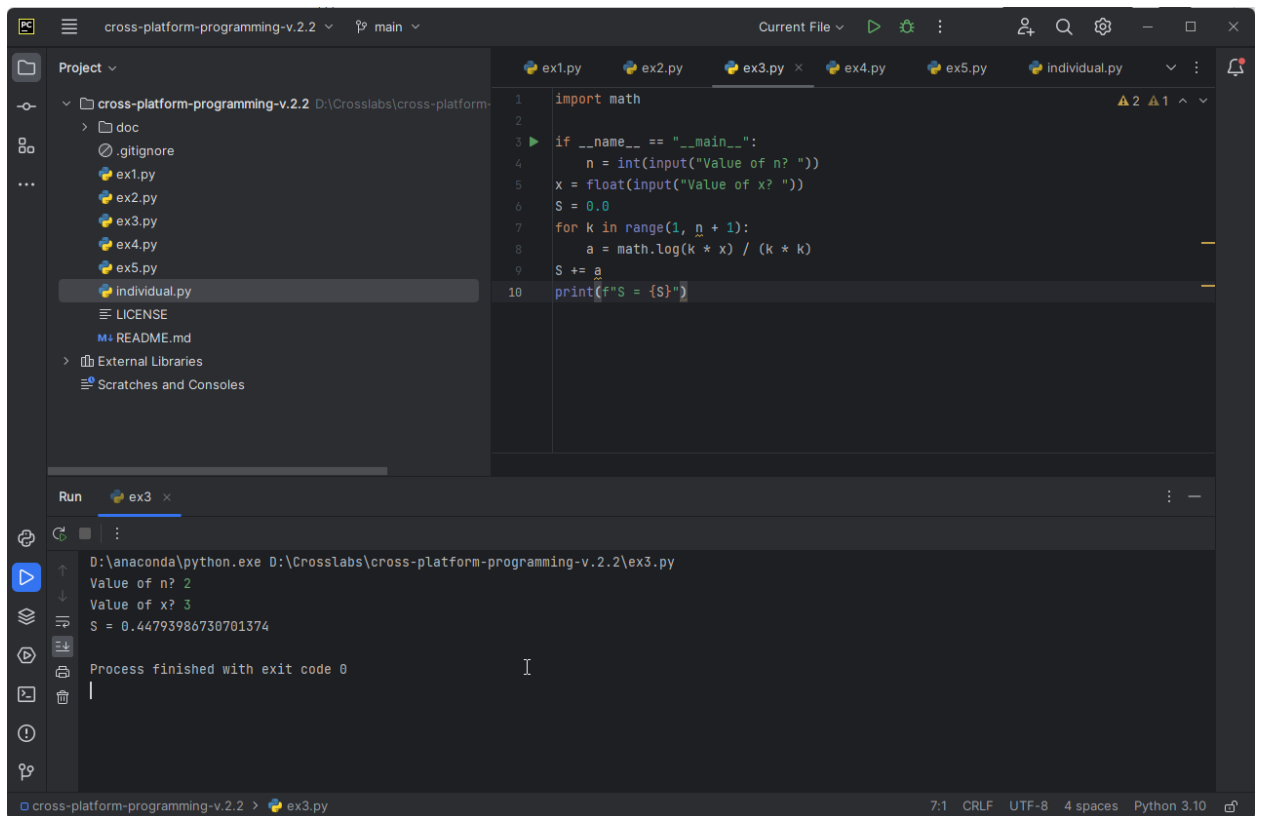 PC cross-platform-programming-v.2.2 main Current File
Project
cross-platform-programming-v.2.2 D:\Crosslabs\cross-platform-
doc
.gitignore
ex1.py
ex2.py
ex3.py
ex4.py
ex5.py
individual.py
LICENSE
M↓ README.md
External Libraries
Scratches and Consoles
ex1.py ex2.py ex3.py ex4.py ex5.py individual.py
2 1
1 import math
2
3 if __name__ == "__main__":
4     n = int(input("Value of n? "))
5 x = float(input("Value of x? "))
6 S = 0.0
7 for k in range(1, n + 1):
8     a = math.log(k * x) / (k * k)
9 S += a
10 print(f"S = {S}")
Run ex3
D:\anaconda\python.exe D:\Crosslabs\cross-platform-programming-v.2.2\ex3.py
Value of n? 2
Value of x? 3
S = 0.44793986730701374
Process finished with exit code 0
cross-platform-programming-v.2.2 > ex3.py 7:1 CRLF UTF-8 4 spaces Python 3.10